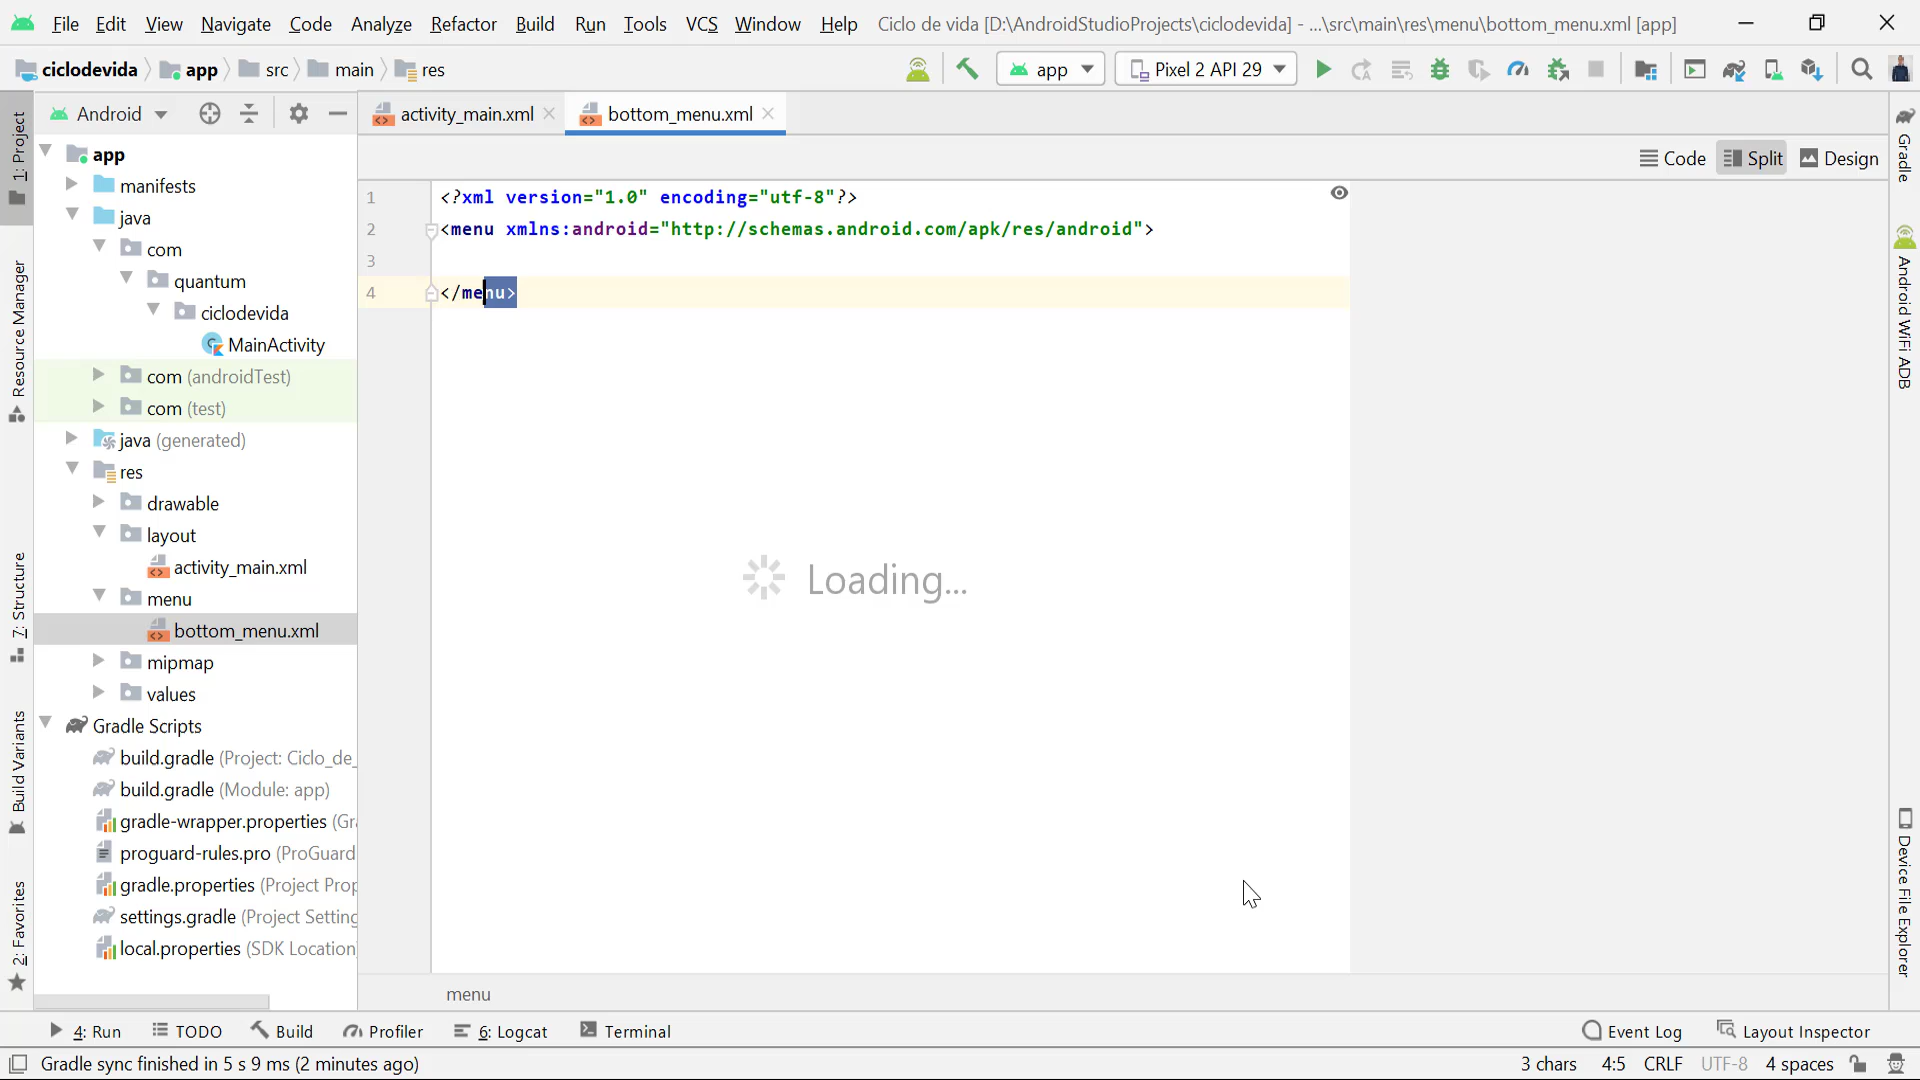 File Edit View Navigate Code Analyze Refactor Build Run Tools VCS Window Help Ciclo de vida [D:\AndroidStudioProjects\ciclodevida] - ...\src\main\res\menu\bottom_menu.xml [app]
ciclodevida app src main res app Pixel 2 API 29
Android activity_main.xml bottom_menu.xml
Code Split Design
1: Project
Resource Manager
7: Structure
Build Variants
2: Favorites
app
manifests
java
com
quantum
ciclodevida
MainActivity
com (androidTest)
com (test)
java (generated)
res
drawable
layout
activity_main.xml
menu
bottom_menu.xml
mipmap
values
Gradle Scripts
build.gradle (Project: Ciclo_de_
build.gradle (Module: app)
gradle-wrapper.properties (Gra
proguard-rules.pro (ProGuard
gradle.properties (Project Prop
settings.gradle (Project Setting
local.properties (SDK Location
1 <?xml version="1.0" encoding="utf-8"?>
2 <menu xmlns:android="http://schemas.android.com/apk/res/android">
3
4 </menu>
Loading...
menu
Gradle
Android WiFi ADB
Device File Explorer
4: Run TODO Build Profiler 6: Logcat Terminal Event Log Layout Inspector
Gradle sync finished in 5 s 9 ms (2 minutes ago) 3 chars 4:5 CRLF UTF-8 4 spaces